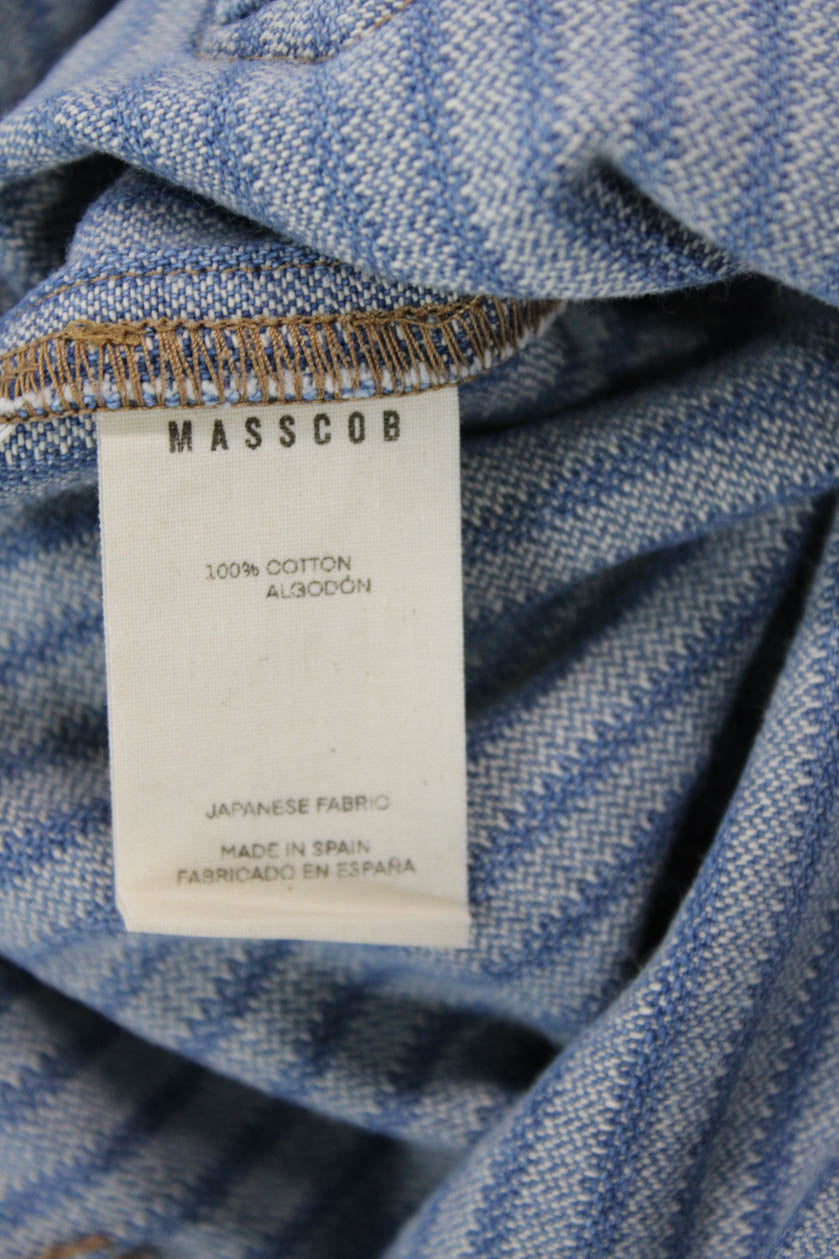 MASSCOB
100% COTTON
ALGODÓN
JAPANESE FABRIC
MADE IN SPAIN
FABRICADO EN ESPAÑA